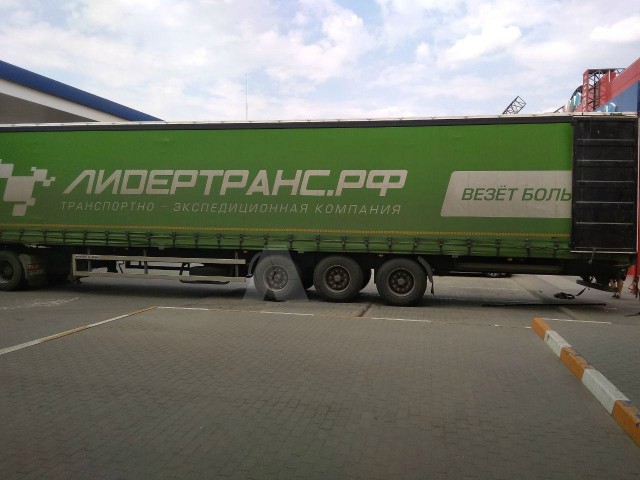 ЛИДЕРТРАНС.РФ
ТРАНСПОРТНО – ЭКСПЕДИЦИОННАЯ КОМПАНИЯ
ВЕЗЁТ БОЛЬ